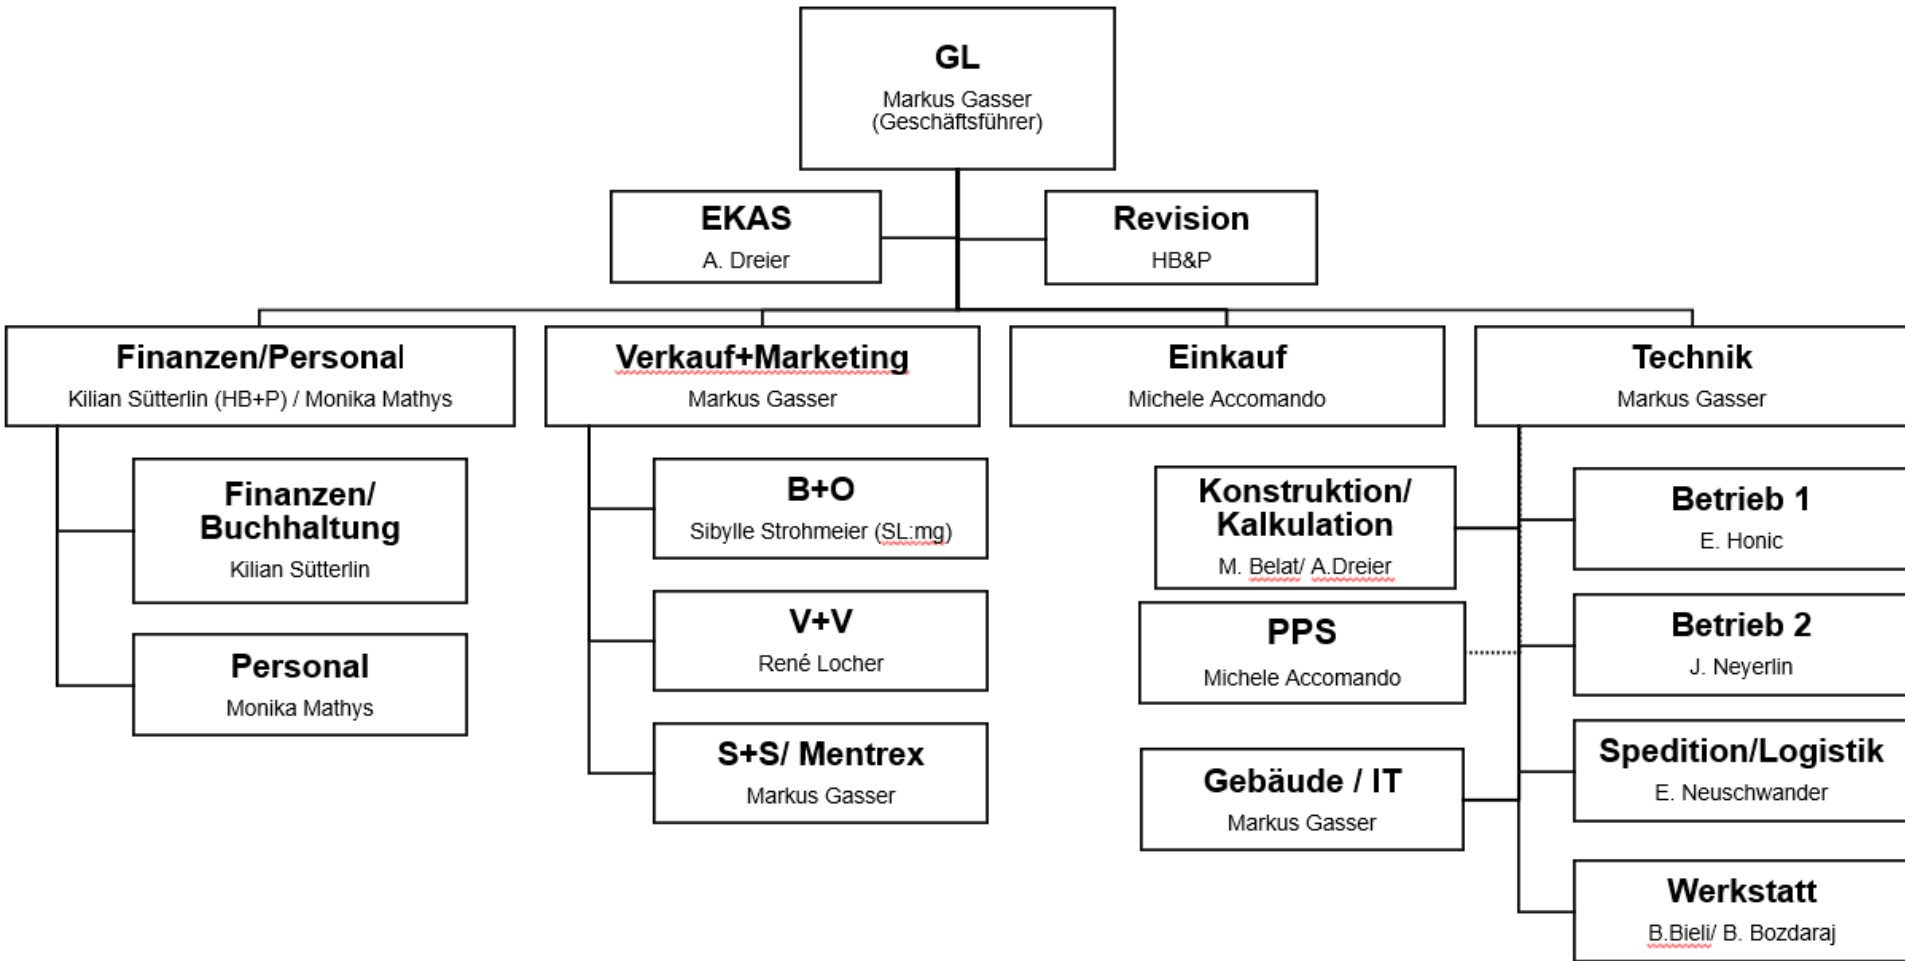 GL
Markus Gasser
(Geschäftsführer)
EKAS
A. Dreier
Revision
HB&P
Finanzen/Personal
Kilian Sütterlin (HB+P) / Monika Mathys
Verkauf+Marketing
Markus Gasser
Einkauf
Michele Accomando
Technik
Markus Gasser
Finanzen/
Buchhaltung
Kilian Sütterlin
Personal
Monika Mathys
B+O
Sibylle Strohmeier (SL:mg)
V+V
René Locher
S+S/ Mentrex
Markus Gasser
Konstruktion/
Kalkulation
M. Belat/ A.Dreier
PPS
Michele Accomando
Gebäude / IT
Markus Gasser
Betrieb 1
E. Honic
Betrieb 2
J. Neyerlin
Spedition/Logistik
E. Neuschwander
Werkstatt
B.Bieli/ B. Bozdaraj